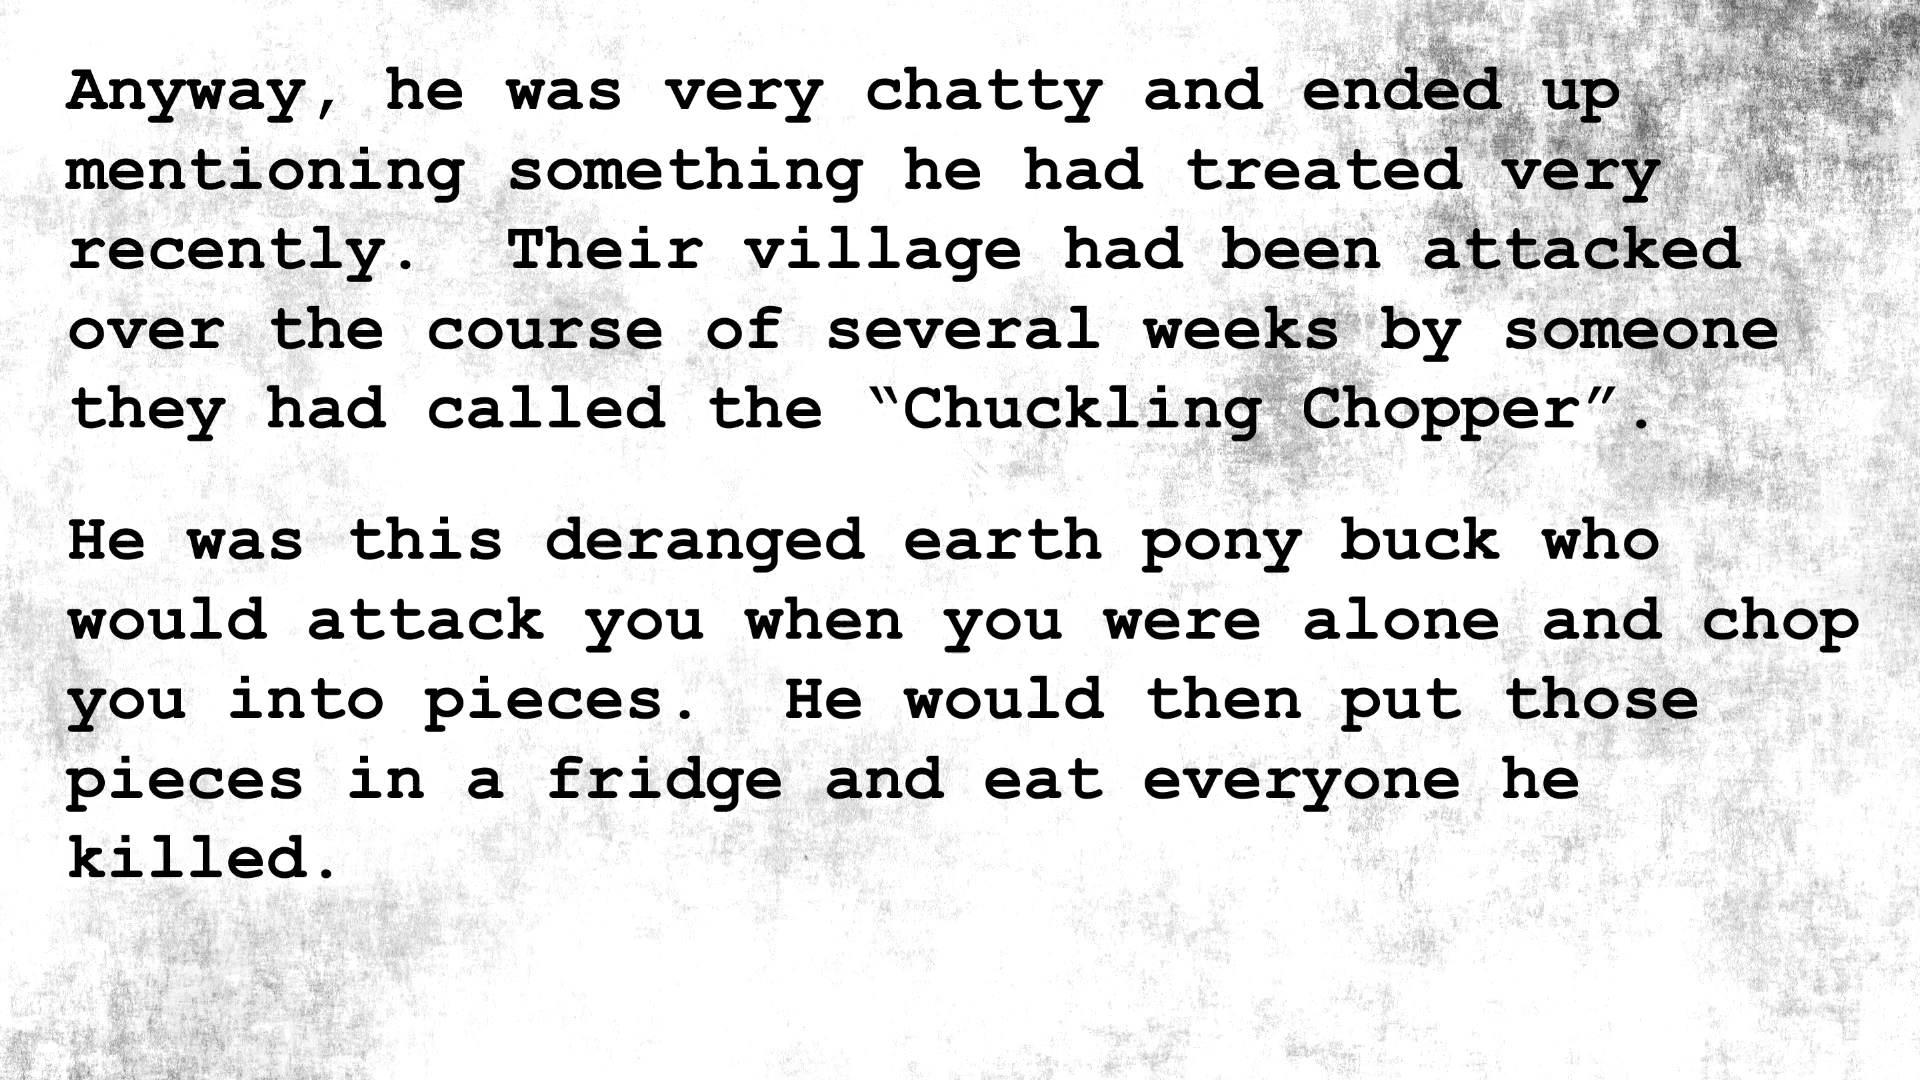 Anyway, he was very chatty and ended up
mentioning something he had treated very
recently.  Their village had been attacked
over the course of several weeks by someone
they had called the “Chuckling Chopper”.
He was this deranged earth pony buck who
would attack you when you were alone and chop
you into pieces.  He would then put those
pieces in a fridge and eat everyone he
killed.